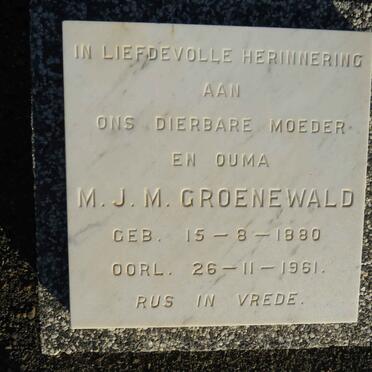 IN LIEFDEVOLLE HERINNERING
AAN
ONS DIERBARE MOEDER
EN OUMA
M. J. M. GROENEWALD
GEB. 15-8-1880
OORL. 26-11-1961.
RUS IN VREDE.